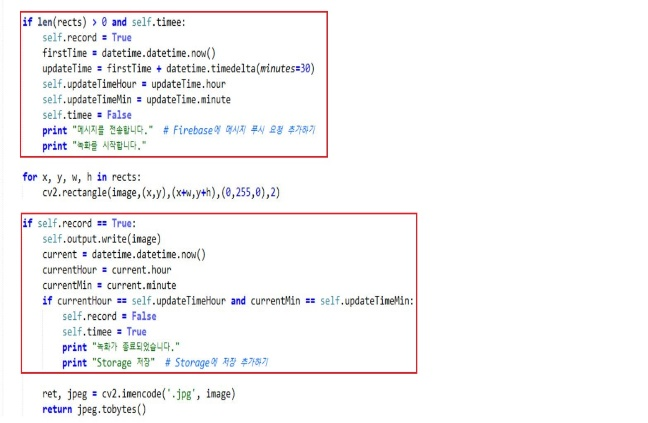 if len(rects) > 0 and self.timee:
    self.record = True
    firstTime = datetime.datetime.now()
    updateTime = firstTime + datetime.timedelta(minutes=30)
    self.updateTimeHour = updateTime.hour
    self.updateTimeMin = updateTime.minute
    self.timee = False
    print "메시지를 전송합니다."  # Firebase에 메시지 푸시 요청 추가하기
    print "녹화를 시작합니다."
for x, y, w, h in rects:
    cv2.rectangle(image,(x,y),(x+w,y+h),(0,255,0),2)
if self.record == True:
    self.output.write(image)
    current = datetime.datetime.now()
    currentHour = current.hour
    currentMin = current.minute
    if currentHour == self.updateTimeHour and currentMin == self.updateTimeMin:
        self.record = False
        self.timee = True
        print "녹화가 종료되었습니다."
        print "Storage 저장"  # Storage에 저장 추가하기
    ret, jpeg = cv2.imencode('.jpg', image)
    return jpeg.tobytes()